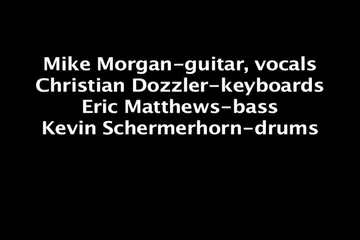 Mike Morgan-guitar, vocals
Christian Dozzler-keyboards
Eric Matthews-bass
Kevin Schermerhorn-drums